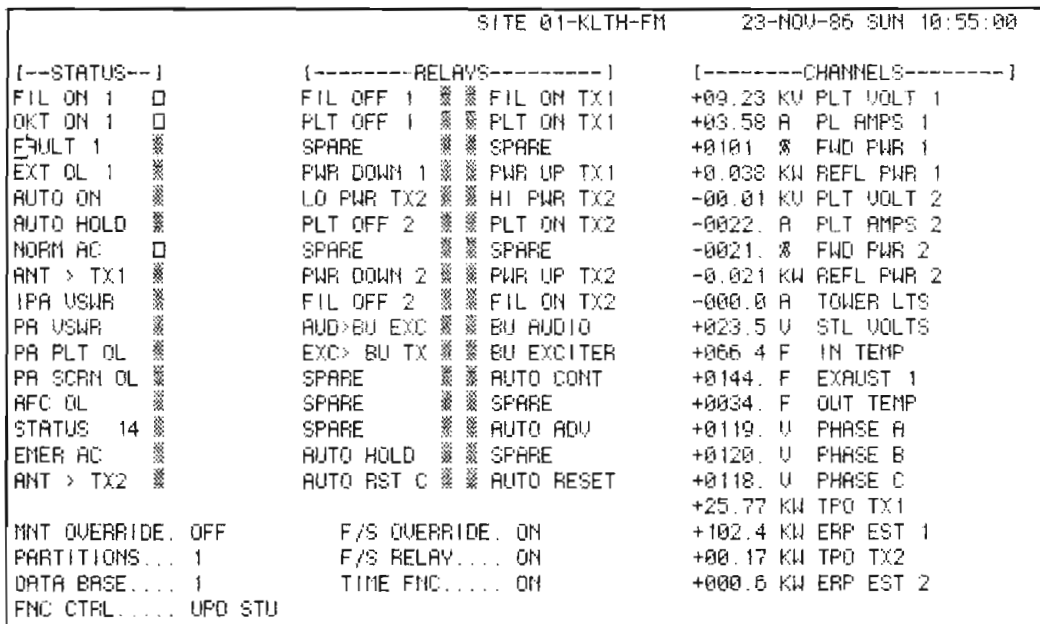 SITE 01-KLTH-FM 23-NOV-86 SUN 10:55:00
[--STATUS--] [--------RELAYS---------] [--------CHANNELS--------]
FIL ON 1 FIL OFF 1 FIL ON TX1 +09.23 KV PLT VOLT 1
OKT ON 1 PLT OFF 1 PLT ON TX1 +03.58 A PL AMPS 1
FAULT 1 SPARE SPARE +0101 % FWD PWR 1
EXT OL 1 PWR DOWN 1 PWR UP TX1 +0.038 KW REFL PWR 1
AUTO ON LO PWR TX2 HI PWR TX2 -00.01 KV PLT VOLT 2
AUTO HOLD PLT OFF 2 PLT ON TX2 -0022. A PLT AMPS 2
NORM AC SPARE SPARE -0021. % FWD PWR 2
ANT > TX1 PWR DOWN 2 PWR UP TX2 -0.021 KW REFL PWR 2
IPA VSWR FIL OFF 2 FIL ON TX2 -000.0 A TOWER LTS
PA VSWR AUD>BU EXC BU AUDIO +023.5 V STL VOLTS
PA PLT OL EXC> BU TX BU EXCITER +066 4 F IN TEMP
PA SCRN OL SPARE AUTO CONT +0144. F EXAUST 1
AFC OL SPARE SPARE +0034. F OUT TEMP
STATUS 14 SPARE AUTO ADV +0119. V PHASE A
EMER AC AUTO HOLD SPARE +0120. V PHASE B
ANT > TX2 AUTO RST C AUTO RESET +0118. V PHASE C
+25.77 KW TPO TX1
MNT OVERRIDE. OFF F/S OVERRIDE. ON +102.4 KW ERP EST 1
PARTITIONS... 1 F/S RELAY.... ON +00.17 KW TPO TX2
DATA BASE.... 1 TIME FNC..... ON +000.6 KW ERP EST 2
FNC CTRL..... UPD STU